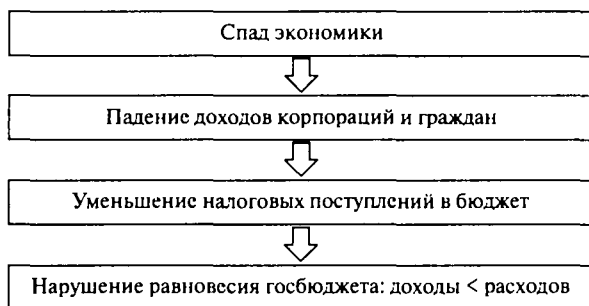 Спад экономики
Падение доходов корпораций и граждан
Уменьшение налоговых поступлений в бюджет
Нарушение равновесия госбюджета: доходы < расходов